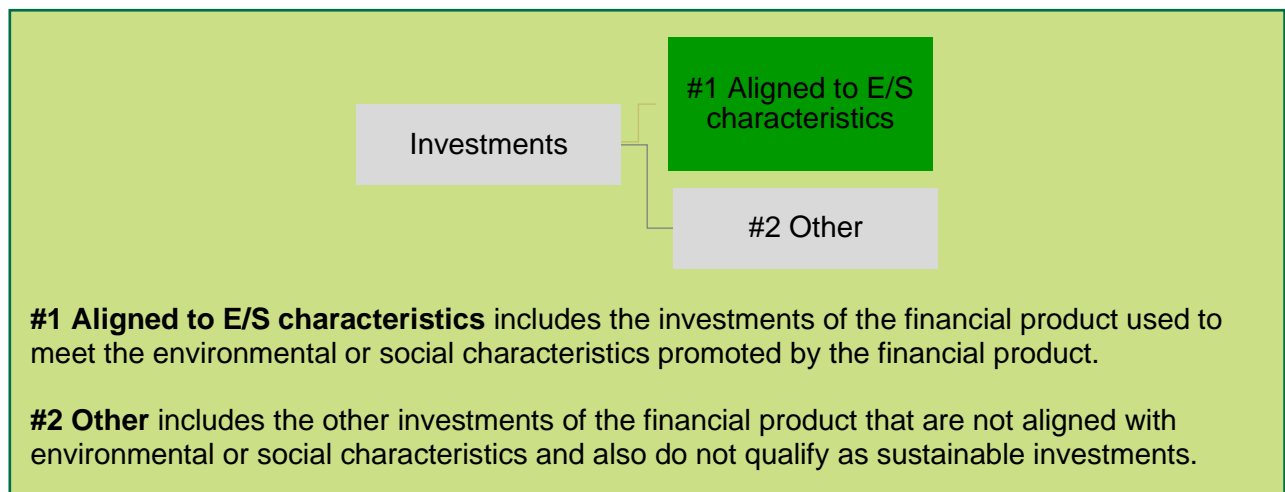 #1 Aligned to E/S
characteristics
Investments
#2 Other
#1 Aligned to E/S characteristics includes the investments of the financial product used to
meet the environmental or social characteristics promoted by the financial product.
#2 Other includes the other investments of the financial product that are not aligned with
environmental or social characteristics and also do not qualify as sustainable investments.